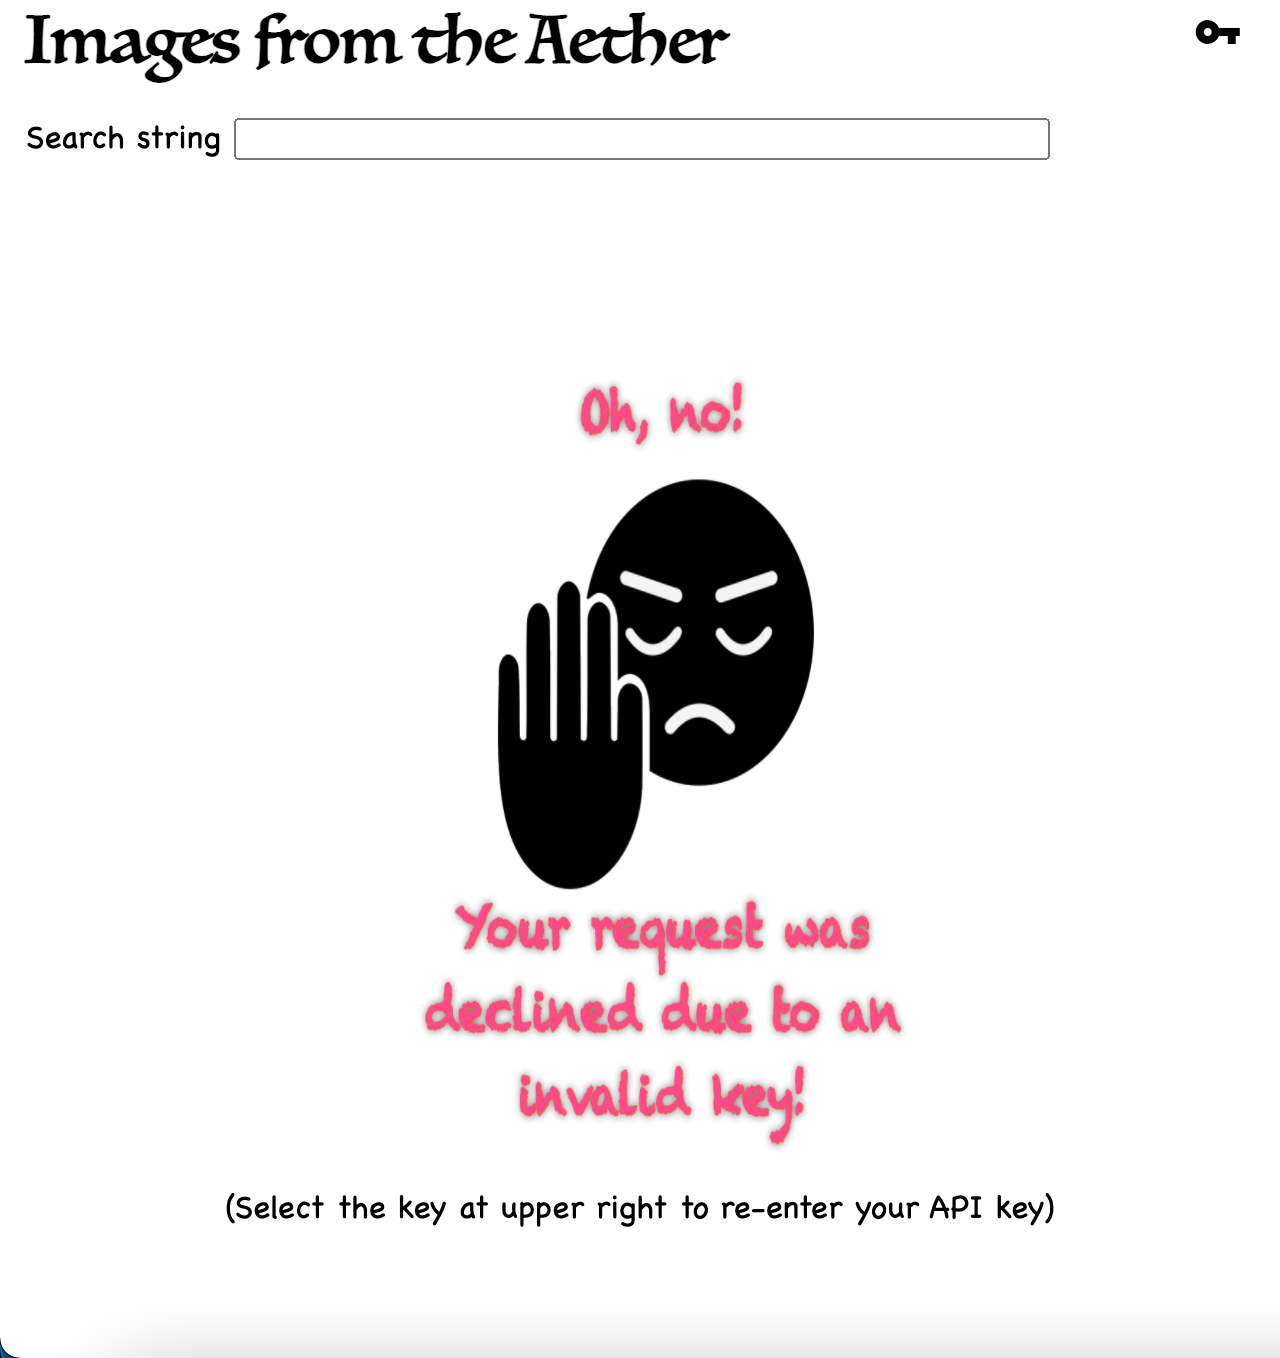 Images from the Aether
Search string
Oh, no!
Your request was
declined due to an
invalid key!
(Select the key at upper right to re-enter your API key)